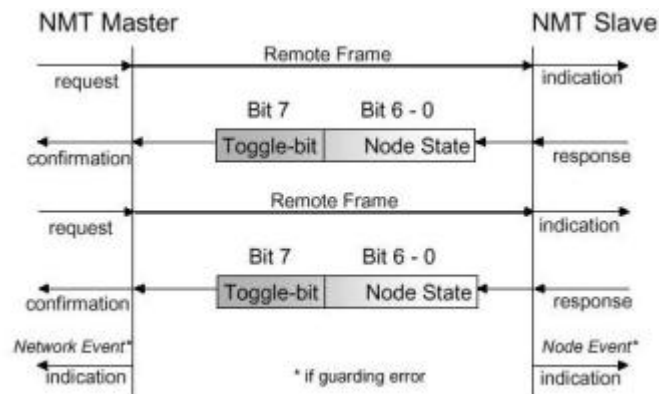 NMT Master NMT Slave
Remote Frame
request indication
Bit 7 Bit 6 - 0
Toggle-bit Node State
confirmation response
Remote Frame
request indication
Bit 7 Bit 6 - 0
Toggle-bit Node State
confirmation response
Network Event* Node Event*
indication * if guarding error indication